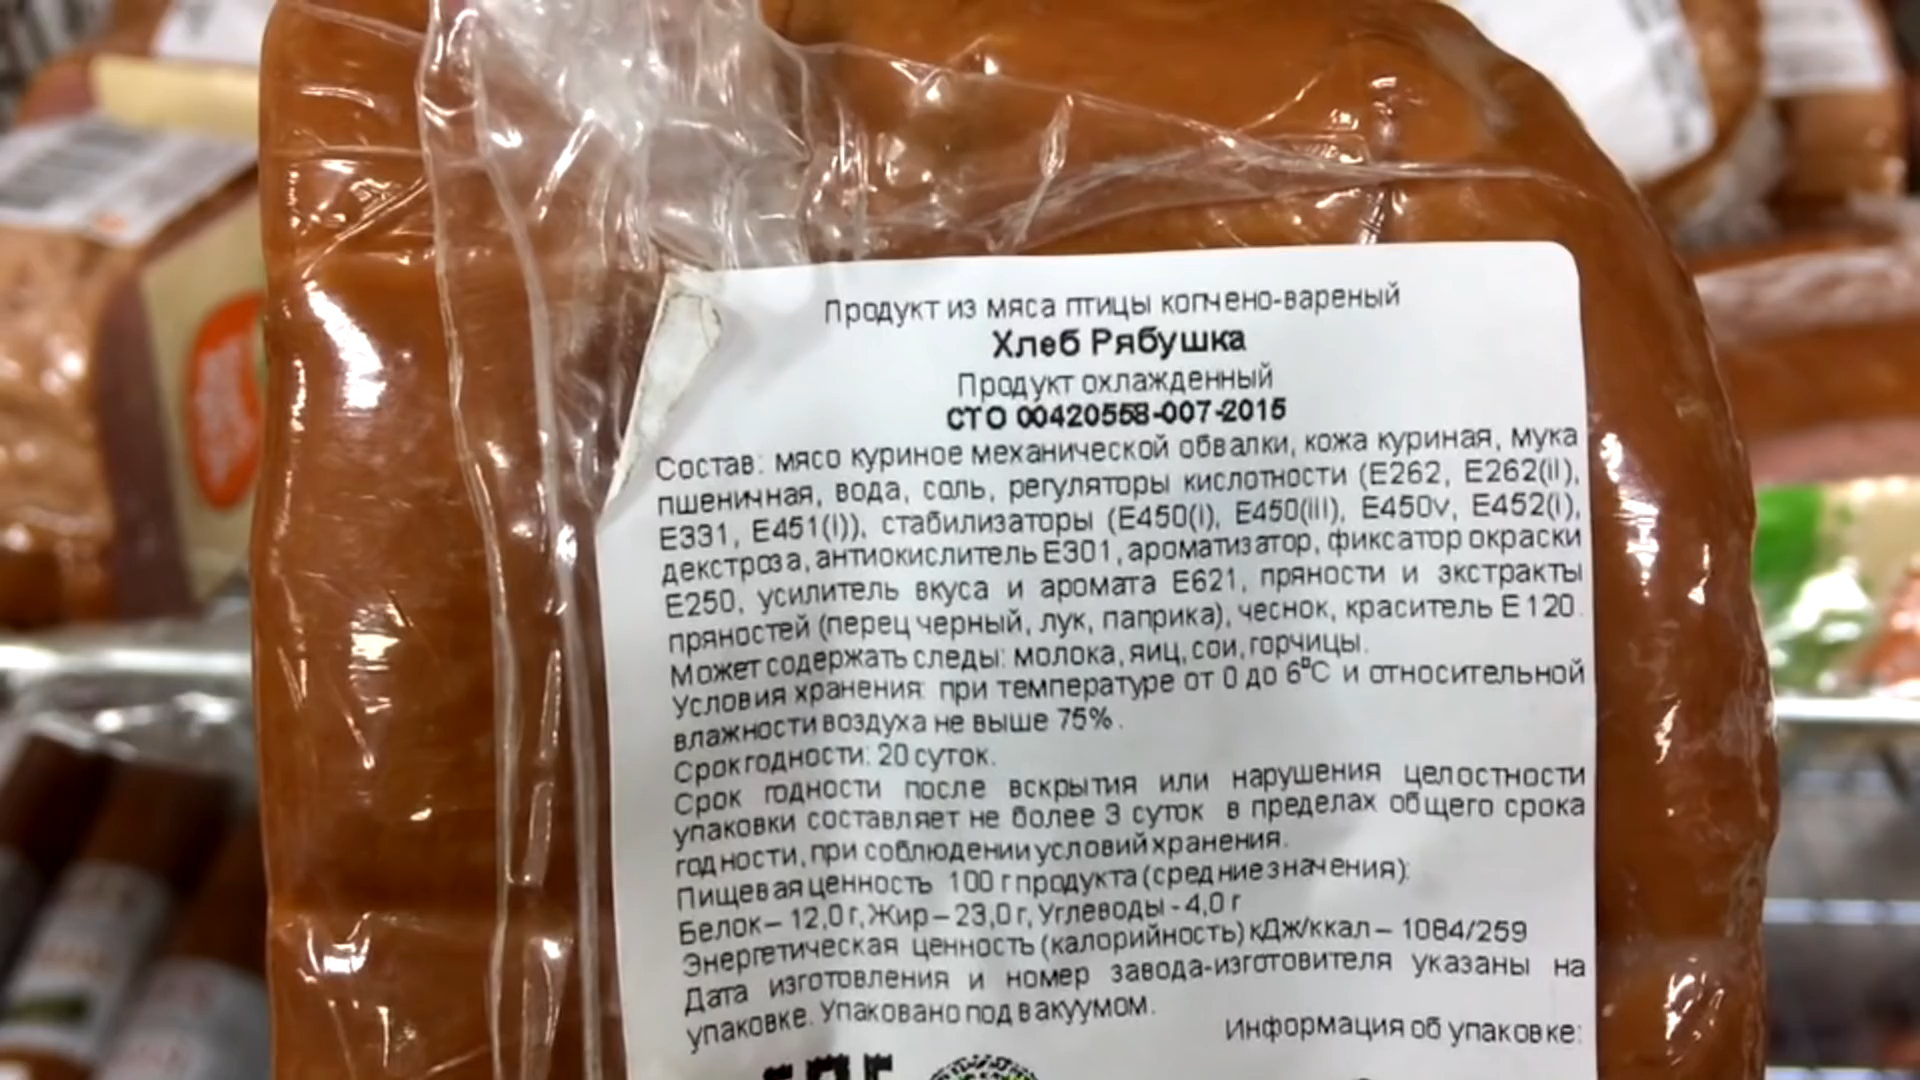 Продукт из мяса птицы копчено-вареный
Хлеб Рябушка
Продукт охлажденный
СТО 00420558-007-2015
Состав: мясо куриное механической обвалки, кожа куриная, мука
пшеничная, вода, соль, регуляторы кислотности (Е262, Е262(ii),
Е331, Е451(i)), стабилизаторы (Е450(i), Е450(iii), Е450v, Е452(i),
декстроза, антиокислитель Е301, ароматизатор, фиксатор окраски
Е250, усилитель вкуса и аромата Е621, пряности и экстракты
пряностей (перец черный, лук, паприка), чеснок, краситель Е120.
Может содержать следы: молока, яиц, сои, горчицы.
Условия хранения: при температуре от 0 до 6°С и относительной
влажности воздуха не выше 75%.
Срок годности: 20 суток.
Срок годности после вскрытия или нарушения целостности
упаковки составляет не более 3 суток в пределах общего срока
годности, при соблюдении условий хранения.
Пищевая ценность 100 г продукта (средние значения):
Белок – 12,0 г, Жир – 23,0 г, Углеводы - 4,0 г
Энергетическая ценность (калорийность) кДж/ккал – 1084/259
Дата изготовления и номер завода-изготовителя указаны на
упаковке. Упаковано под вакуумом.
Информация об упаковке: